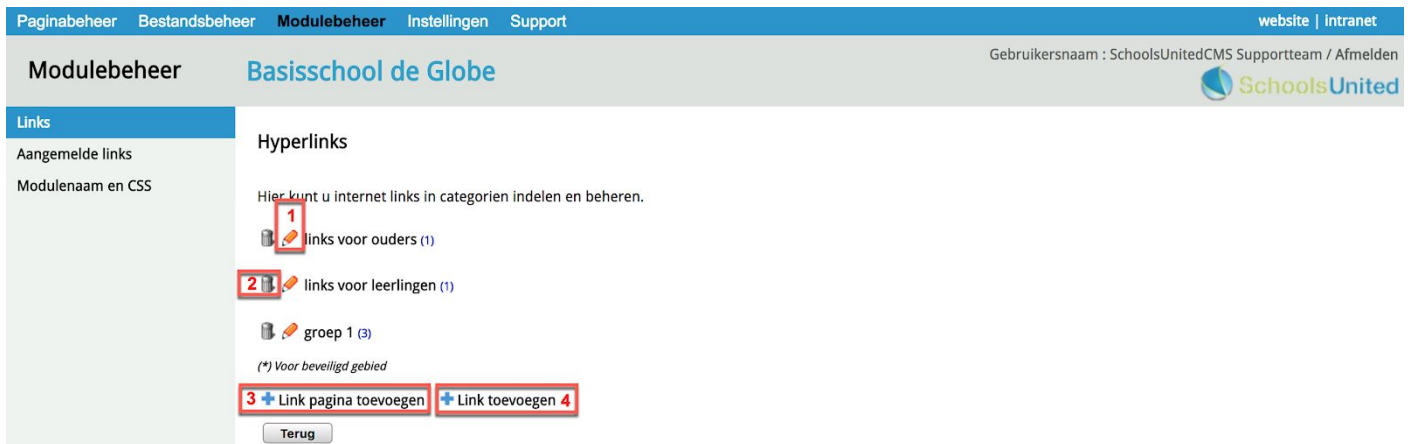 Paginabeheer Bestandsbeheer Modulebeheer Instellingen Support website | intranet
Modulebeheer Basisschool de Globe Gebruikersnaam : SchoolsUnitedCMS Supportteam / Afmelden
SchoolsUnited
Links
Aangemelde links
Modulenaam en CSS
Hyperlinks
Hier kunt u internet links in categorien indelen en beheren.
1
links voor ouders (1)
2 links voor leerlingen (1)
groep 1 (3)
(*) Voor beveiligd gebied
3 + Link pagina toevoegen + Link toevoegen 4
Terug